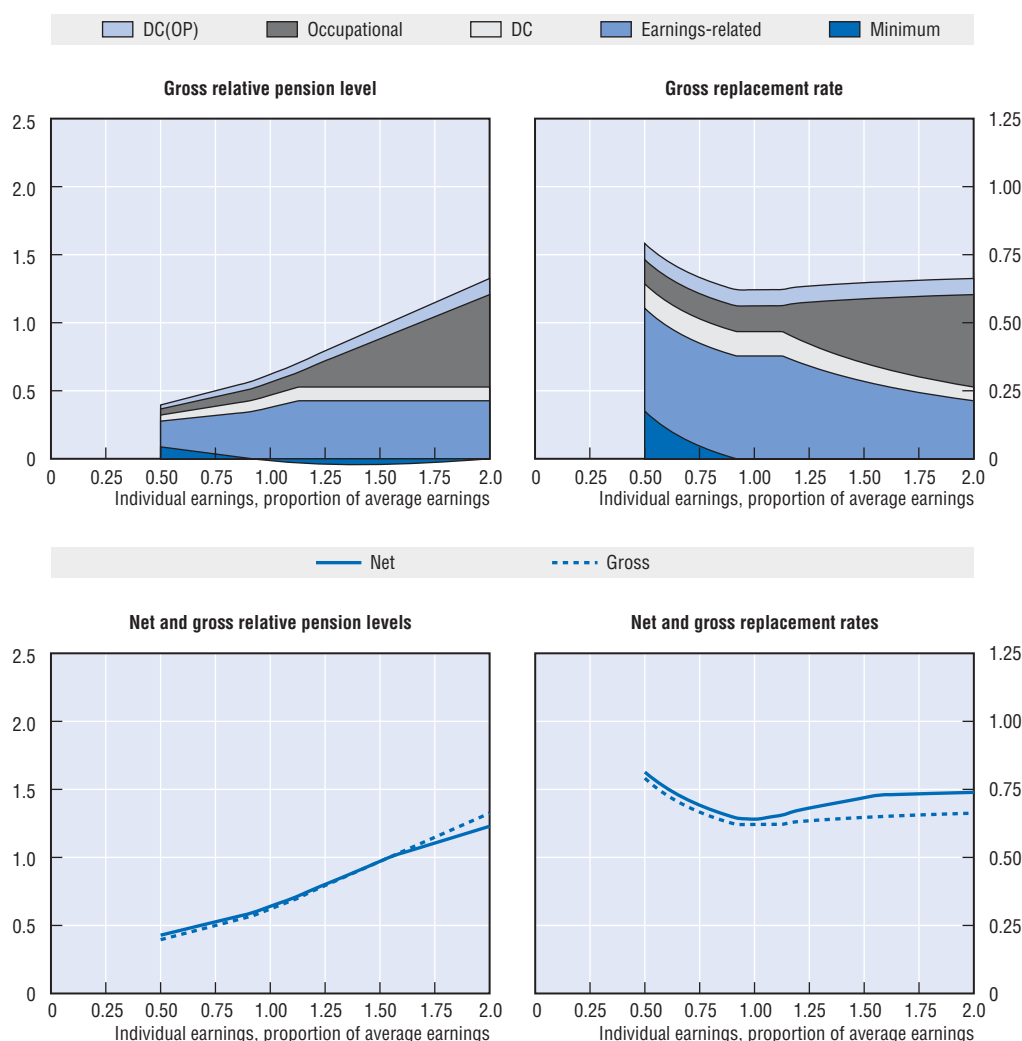 DC(OP) Occupational DC Earnings-related Minimum
Gross relative pension level
2.5
2.0
1.5
1.0
0.5
0
0 0.25 0.50 0.75 1.00 1.25 1.50 1.75 2.0
Individual earnings, proportion of average earnings
Gross replacement rate
1.25
1.00
0.75
0.50
0.25
0
0 0.25 0.50 0.75 1.00 1.25 1.50 1.75 2.0
Individual earnings, proportion of average earnings
Net Gross
Net and gross relative pension levels
2.5
2.0
1.5
1.0
0.5
0
0 0.25 0.50 0.75 1.00 1.25 1.50 1.75 2.0
Individual earnings, proportion of average earnings
Net and gross replacement rates
1.25
1.00
0.75
0.50
0.25
0
0 0.25 0.50 0.75 1.00 1.25 1.50 1.75 2.0
Individual earnings, proportion of average earnings